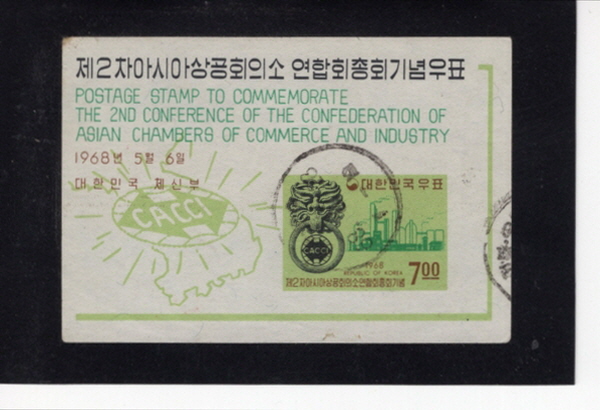 제2차아시아상공회의소 연합회총회기념우표
POSTAGE STAMP TO COMMEMORATE
THE 2ND CONFERENCE OF THE CONFEDERATION OF
ASIAN CHAMBERS OF COMMERCE AND INDUSTRY
1968년 5월 6일
대한민국 체신부
CACCI
대한민국우표
CACCI
1968
REPUBLIC OF KOREA
7.00
제2차아시아상공회의소연합회총회기념